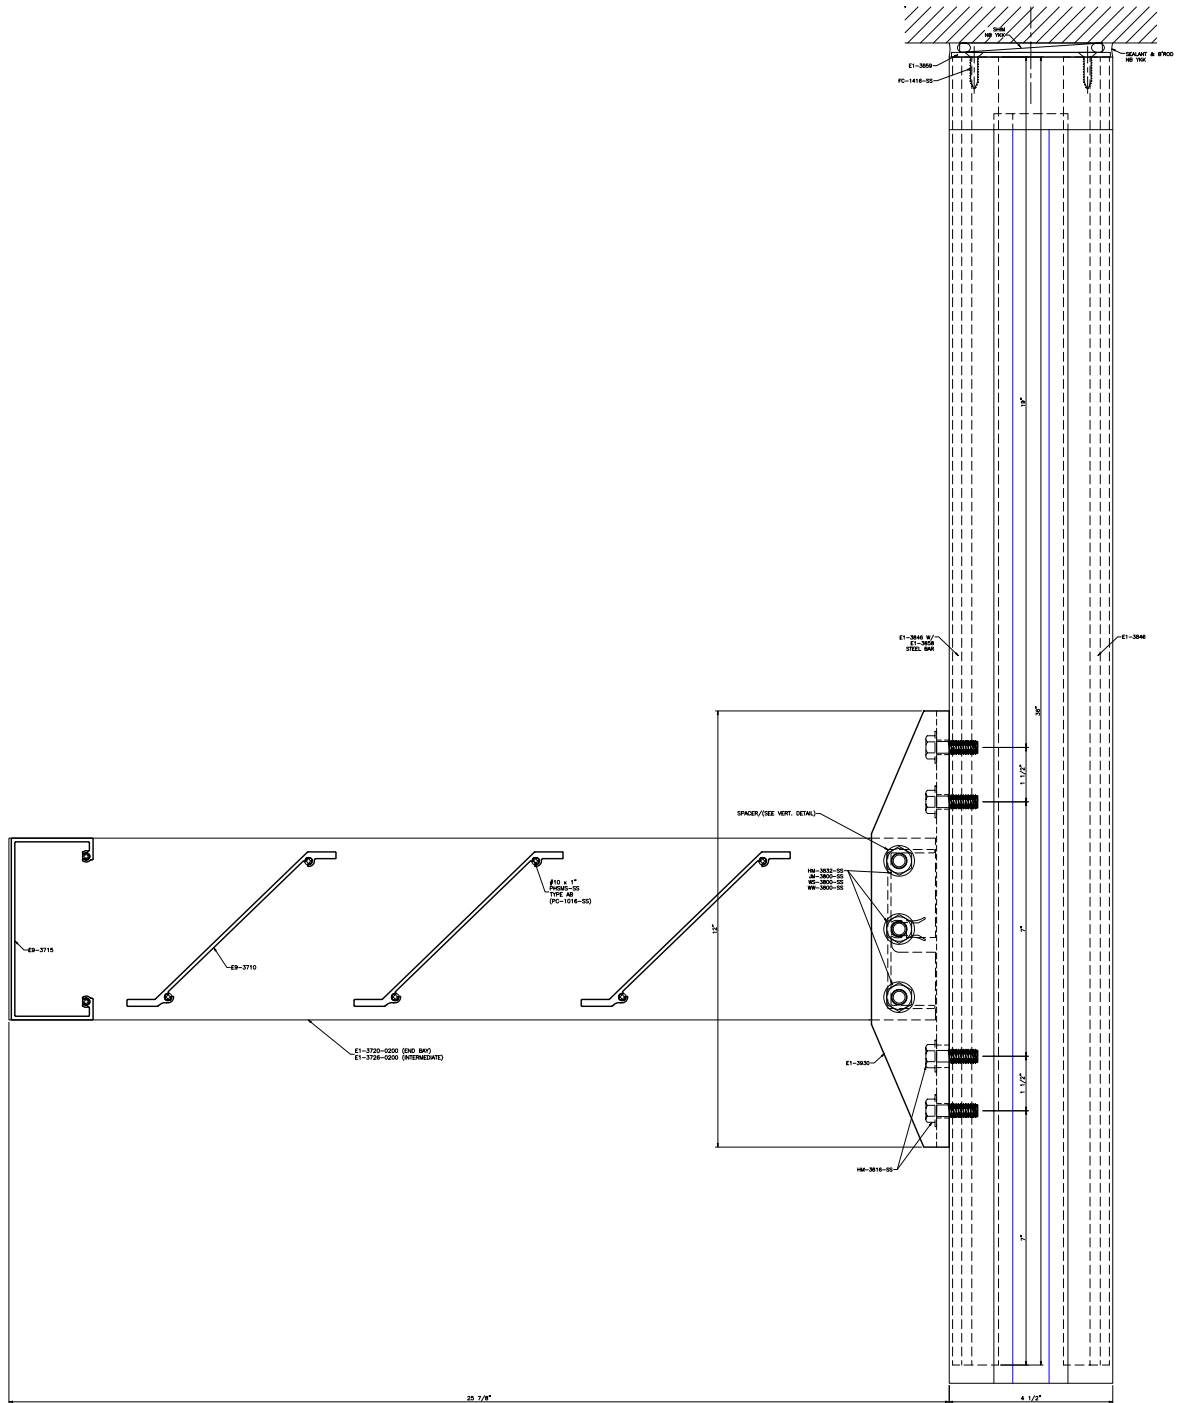 SHIM
NB YKK
SEALANT & B'ROD
NB YKK
E1-3859
FC-1416-SS
19"
E1-3846 W/
E1-3858
STEEL BAR
E1-3846
36"
1 1/2"
SPACER/(SEE VERT. DETAIL)
HM-3832-SS
JM-3800-SS
WS-3800-SS
WW-3800-SS
#10 x 1"
PHSMS-SS
TYPE AB
(PC-1016-SS)
12"
7"
E9-3715
E9-3710
E1-3720-0200 (END BAY)
E1-3726-0200 (INTERMEDIATE)
E1-3930
1 1/2"
HM-3816-SS
7"
25 7/8"
4 1/2"